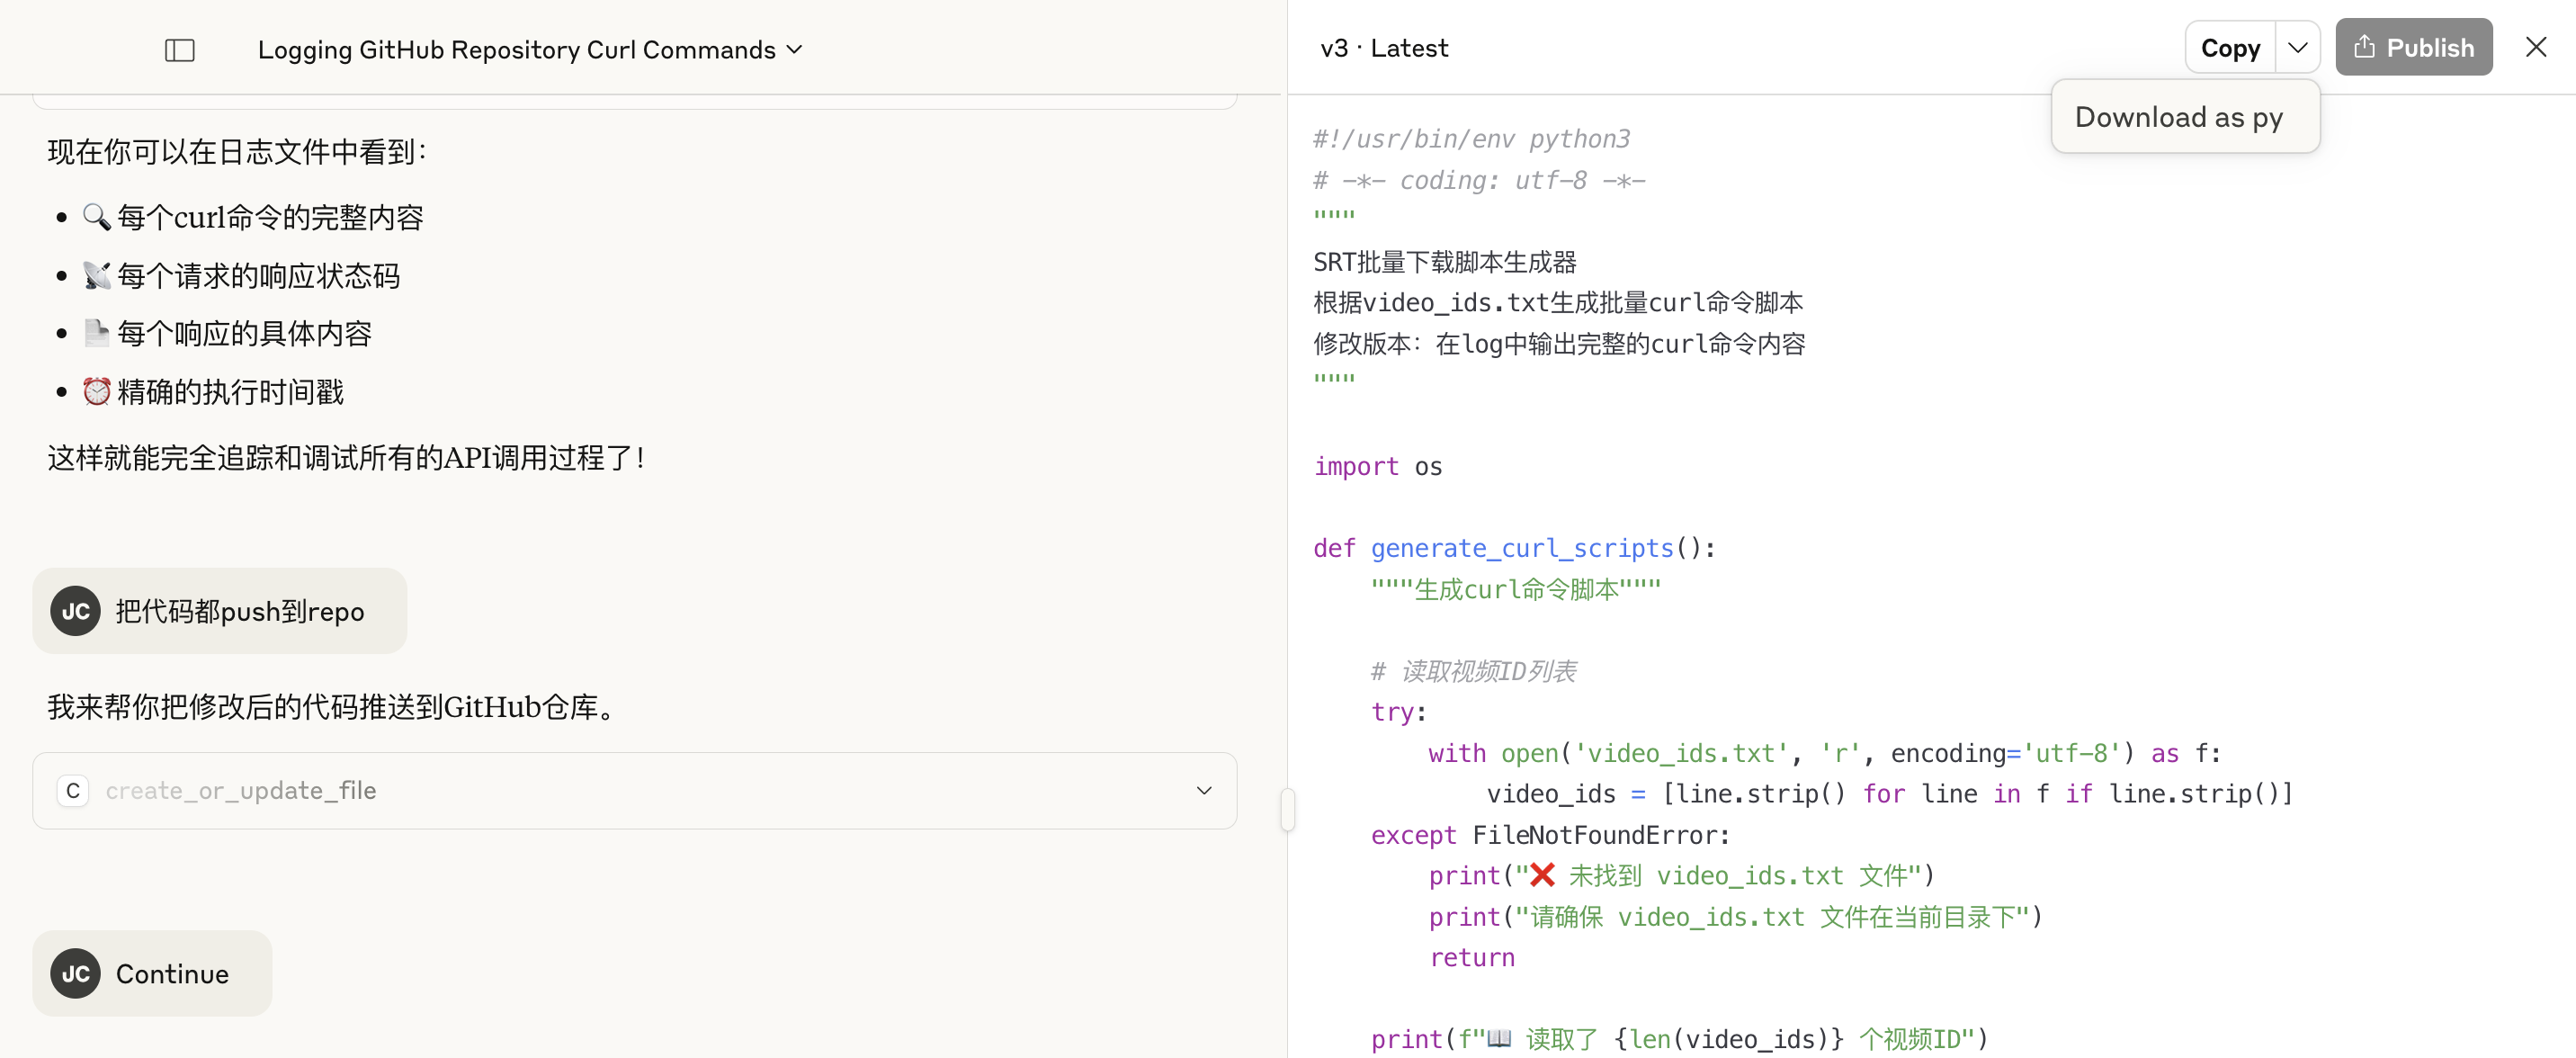 Logging GitHub Repository Curl Commands
现在你可以在日志文件中看到：
• 🔍 每个curl命令的完整内容
• 📡 每个请求的响应状态码
• 📄 每个响应的具体内容
• ⏰ 精确的执行时间戳
这样就能完全追踪和调试所有的API调用过程了！
JC 把代码都push到repo
我来帮你把修改后的代码推送到GitHub仓库。
C create_or_update_file
JC Continue
v3 · Latest
Copy
Publish
Download as py
#!/usr/bin/env python3
# -*- coding: utf-8 -*-
"""
SRT批量下载脚本生成器
根据video_ids.txt生成批量curl命令脚本
修改版本：在log中输出完整的curl命令内容
"""
import os
def generate_curl_scripts():
    """生成curl命令脚本"""
    # 读取视频ID列表
    try:
        with open('video_ids.txt', 'r', encoding='utf-8') as f:
            video_ids = [line.strip() for line in f if line.strip()]
    except FileNotFoundError:
        print("❌ 未找到 video_ids.txt 文件")
        print("请确保 video_ids.txt 文件在当前目录下")
        return
    print(f"📖 读取了 {len(video_ids)} 个视频ID")